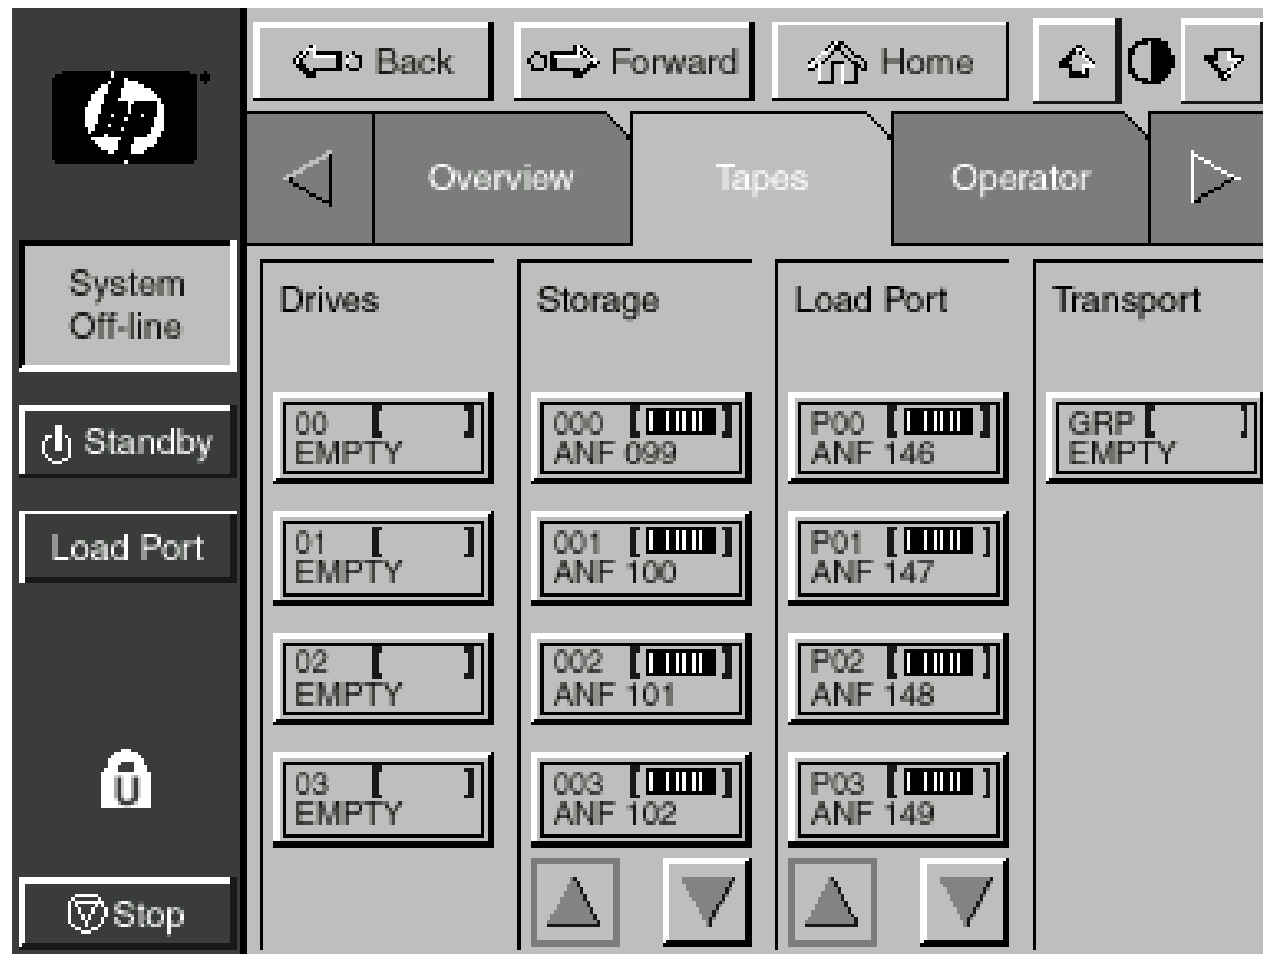 Back
Forward
Home
hp
Overview
Tapes
Operator
System
Off-line
Standby
Load Port
U
Stop
Drives
00 [ ]
EMPTY
01 [ ]
EMPTY
02 [ ]
EMPTY
03 [ ]
EMPTY
Storage
000 [ ]
ANF 099
001 [ ]
ANF 100
002 [ ]
ANF 101
003 [ ]
ANF 102
Load Port
P00 [ ]
ANF 146
P01 [ ]
ANF 147
P02 [ ]
ANF 148
P03 [ ]
ANF 149
Transport
GRP [ ]
EMPTY